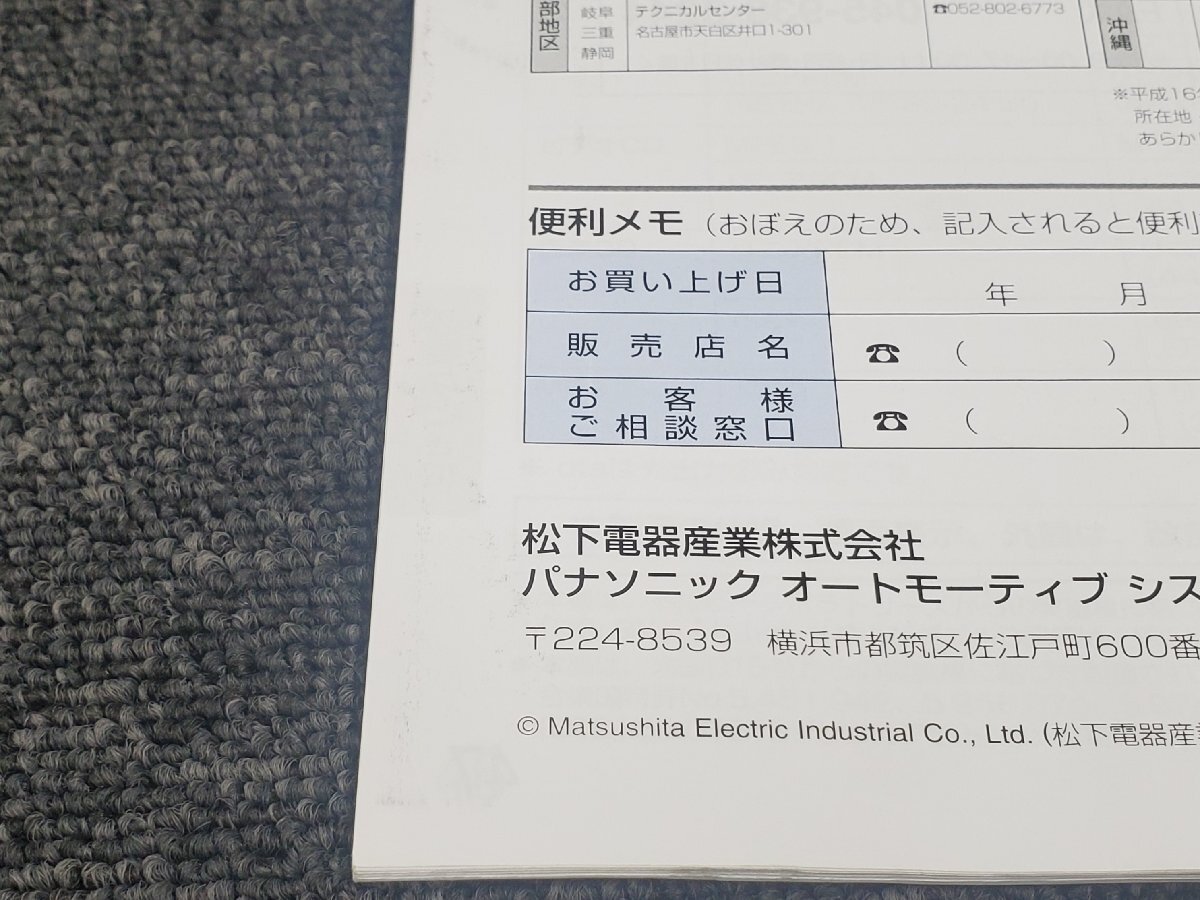 部地区
岐阜
三重
静岡
テクニカルセンター
名古屋市天白区井口1-301
☎052-802-6773
沖縄
※平成16年
所在地
あらか
便利メモ（おぼえのため、記入されると便利
お買い上げ日 年 月
販売店名 ☎ （ ）
お客様
ご相談窓口 ☎ （ ）
松下電器産業株式会社
パナソニック オートモーティブ シス
〒224-8539 横浜市都筑区佐江戸町600番
© Matsushita Electric Industrial Co., Ltd. (松下電器産業